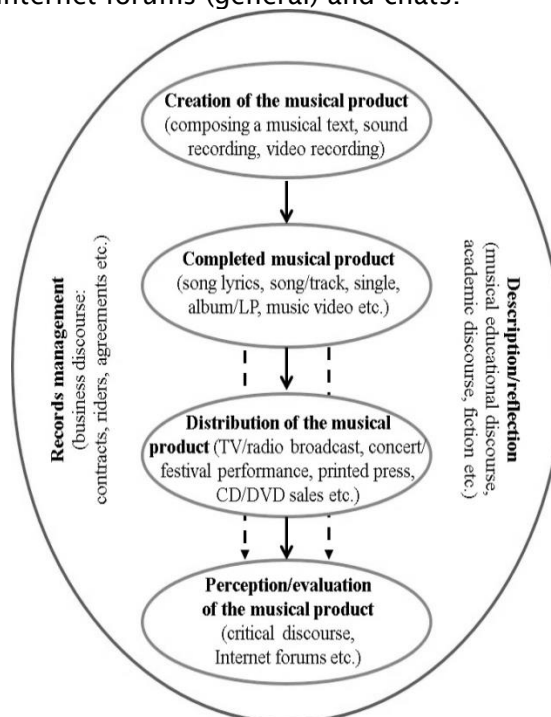 internet forums (general) and chats.
Creation of the musical product
(composing a musical text, sound
recording, video recording)
Completed musical product
(song lyrics, song/track, single,
album/LP, music video etc.)
Records management
(business discourse:
contracts, riders, agreements etc.)
Description/reflection
(musical educational discourse,
academic discourse, fiction etc.)
Distribution of the musical
product (TV/radio broadcast, concert/
festival performance, printed press,
CD/DVD sales etc.)
Perception/evaluation
of the musical product
(critical discourse,
Internet forums etc.)